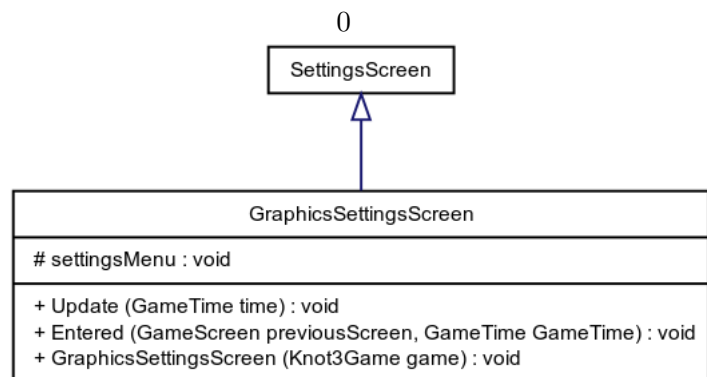 0
SettingsScreen
GraphicsSettingsScreen
# settingsMenu : void
+ Update (GameTime time) : void
+ Entered (GameScreen previousScreen, GameTime GameTime) : void
+ GraphicsSettingsScreen (Knot3Game game) : void